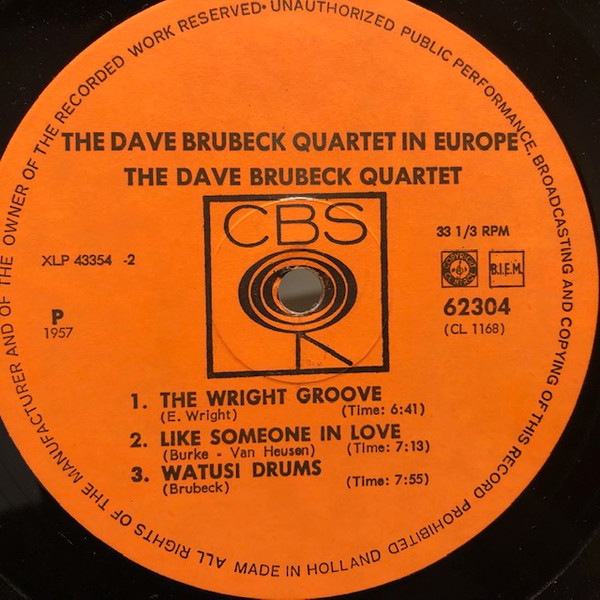 ALL RIGHTS OF THE MANUFACTURER AND OF THE OWNER OF THE RECORDED WORK RESERVED• UNAUTHORIZED PUBLIC PERFORMANCE, BROADCASTING AND COPYING OF THIS RECORD PROHIBITED
THE DAVE BRUBECK QUARTET IN EUROPE
THE DAVE BRUBECK QUARTET
CBS
33 1/3 RPM
XLP 43354 -2
B.I.E.M.
62304
(CL 1168)
P
1957
1. THE WRIGHT GROOVE
(E. Wright) (Time: 6:41)
2. LIKE SOMEONE IN LOVE
(Burke - Van Heusen) (Time: 7:13)
3. WATUSI DRUMS
(Brubeck) (Time: 7:55)
MADE IN HOLLAND